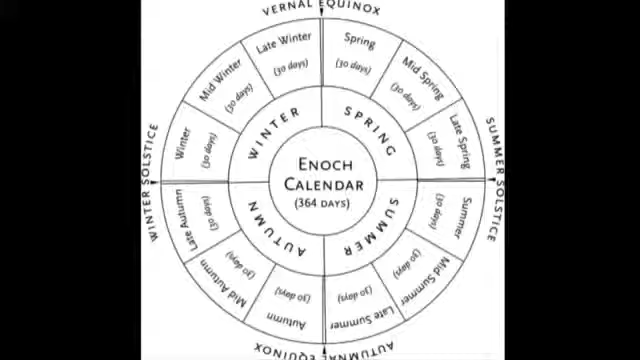 VERNAL EQUINOX
Spring
(30 days)
Mid Spring
(30 days)
Late Spring
(30 days)
SUMMER SOLSTICE
Summer
(30 days)
Mid Summer
(30 days)
Late Summer
(30 days)
AUTUMNAL EQUINOX
Autumn
(30 days)
Mid Autumn
(30 days)
Late Autumn
(30 days)
WINTER SOLSTICE
Winter
(30 days)
Mid Winter
(30 days)
Late Winter
(30 days)
SPRING
SUMMER
AUTUMN
WINTER
ENOCH
CALENDAR
(364 DAYS)